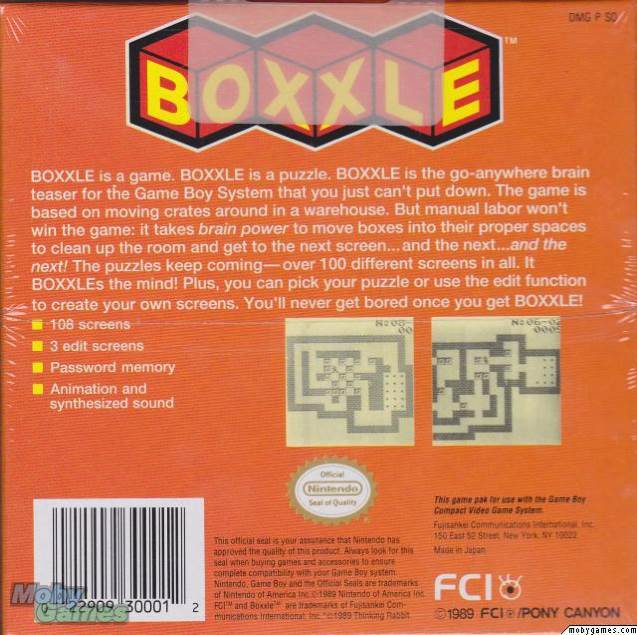 DMG P SO
BOXXLE TM
BOXXLE is a game. BOXXLE is a puzzle. BOXXLE is the go-anywhere brain
teaser for the Game Boy System that you just can't put down. The game is
based on moving crates around in a warehouse. But manual labor won't
win the game: it takes brain power to move boxes into their proper spaces
to clean up the room and get to the next screen...and the next...and the
next! The puzzles keep coming—over 100 different screens in all. It
BOXXLEs the mind! Plus, you can pick your puzzle or use the edit function
to create your own screens. You'll never get bored once you get BOXXLE!
108 screens
3 edit screens
Password memory
Animation and
synthesized sound
Official
Nintendo
Seal of Quality
This official seal is your assurance that Nintendo has
approved the quality of this product. Always look for this
seal when buying games and accessories to ensure
complete compatibility with your Game Boy system.
Nintendo, Game Boy and the Official Seals are trademarks
of Nintendo of America Inc. ©1989 Nintendo of America Inc.
FCI™ and Boxxle™ are trademarks of Fujisankei Com-
munications International, Inc. ©1989 Thinking Rabbit
This game pak for use with the Game Boy
Compact Video Game System.
Fujisankei Communications International, Inc.
150 East 52 Street, New York, NY 10022
Made in Japan
FCI
©1989 FCI /PONY CANYON
0 22909 30001 2
Moby
Games
mobygames.com